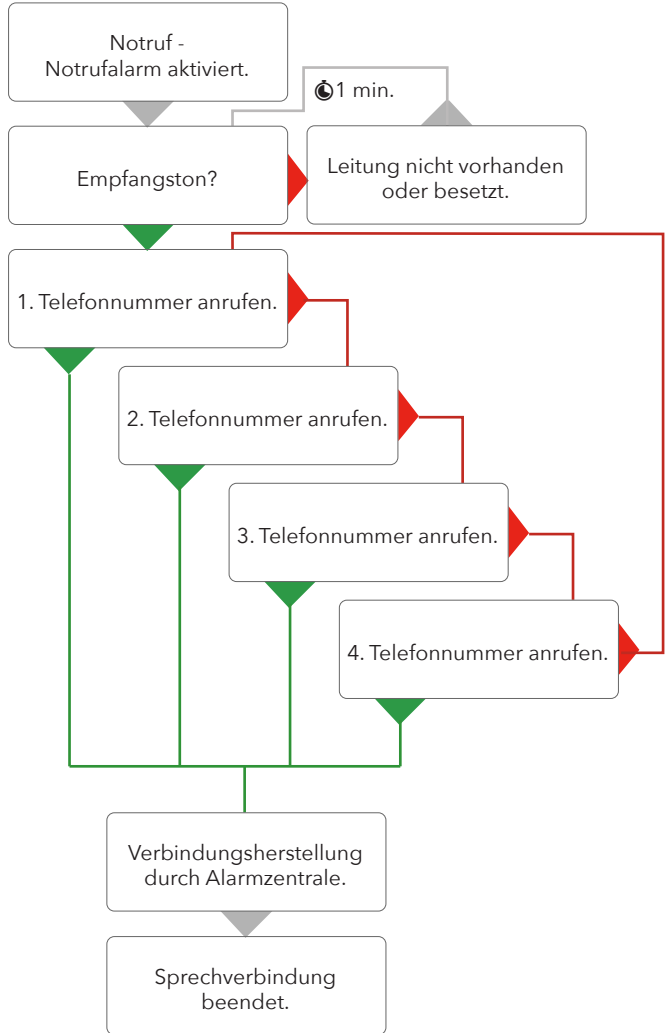 Notruf -
Notrufalarm aktiviert.
1 min.
Empfangston?
Leitung nicht vorhanden
oder besetzt.
1. Telefonnummer anrufen.
2. Telefonnummer anrufen.
3. Telefonnummer anrufen.
4. Telefonnummer anrufen.
Verbindungsherstellung
durch Alarmzentrale.
Sprechverbindung
beendet.